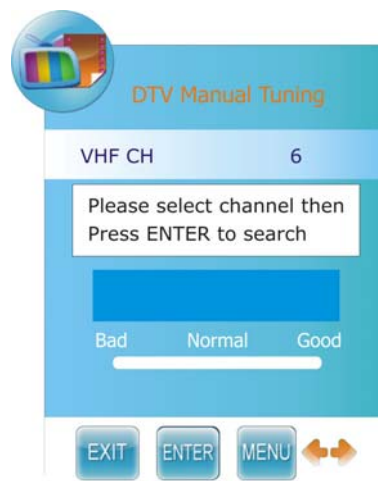 DTV Manual Tuning
VHF CH 6
Please select channel then
Press ENTER to search
Bad Normal Good
EXIT ENTER MENU